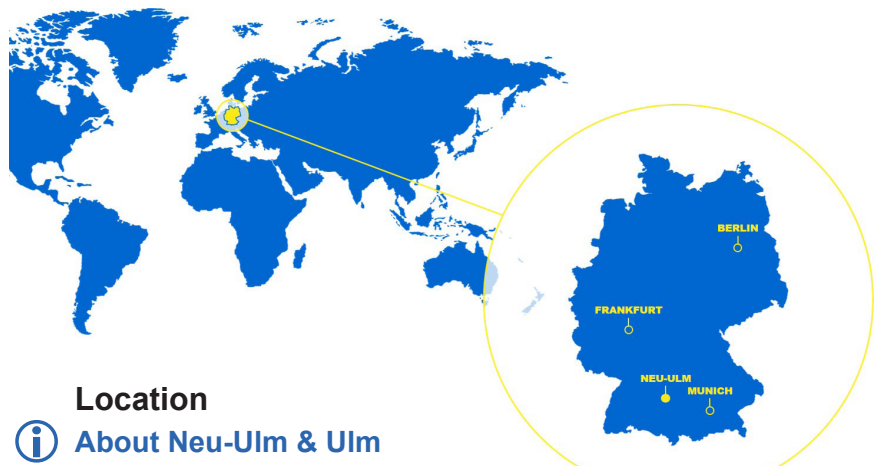 BERLIN
FRANKFURT
NEU-ULM
MUNICH
Location
About Neu-Ulm & Ulm